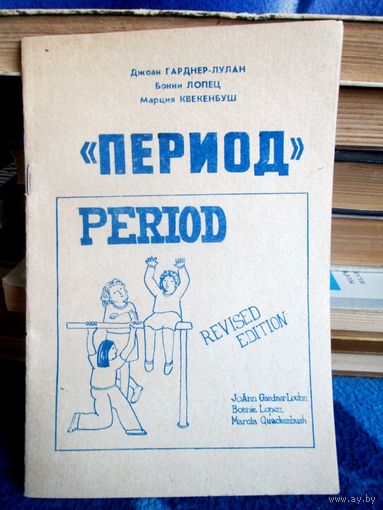 Джоан ГАРДНЕР-ЛУЛАН
Бонни ЛОПЕЦ
Марция КВЕКЕНБУШ
«ПЕРИОД»
PERIOD
REVISED
EDITION
JoAnn Gardner-Loulan
Bonnie Lopez
Marcia Quackenbush
www.ay.by